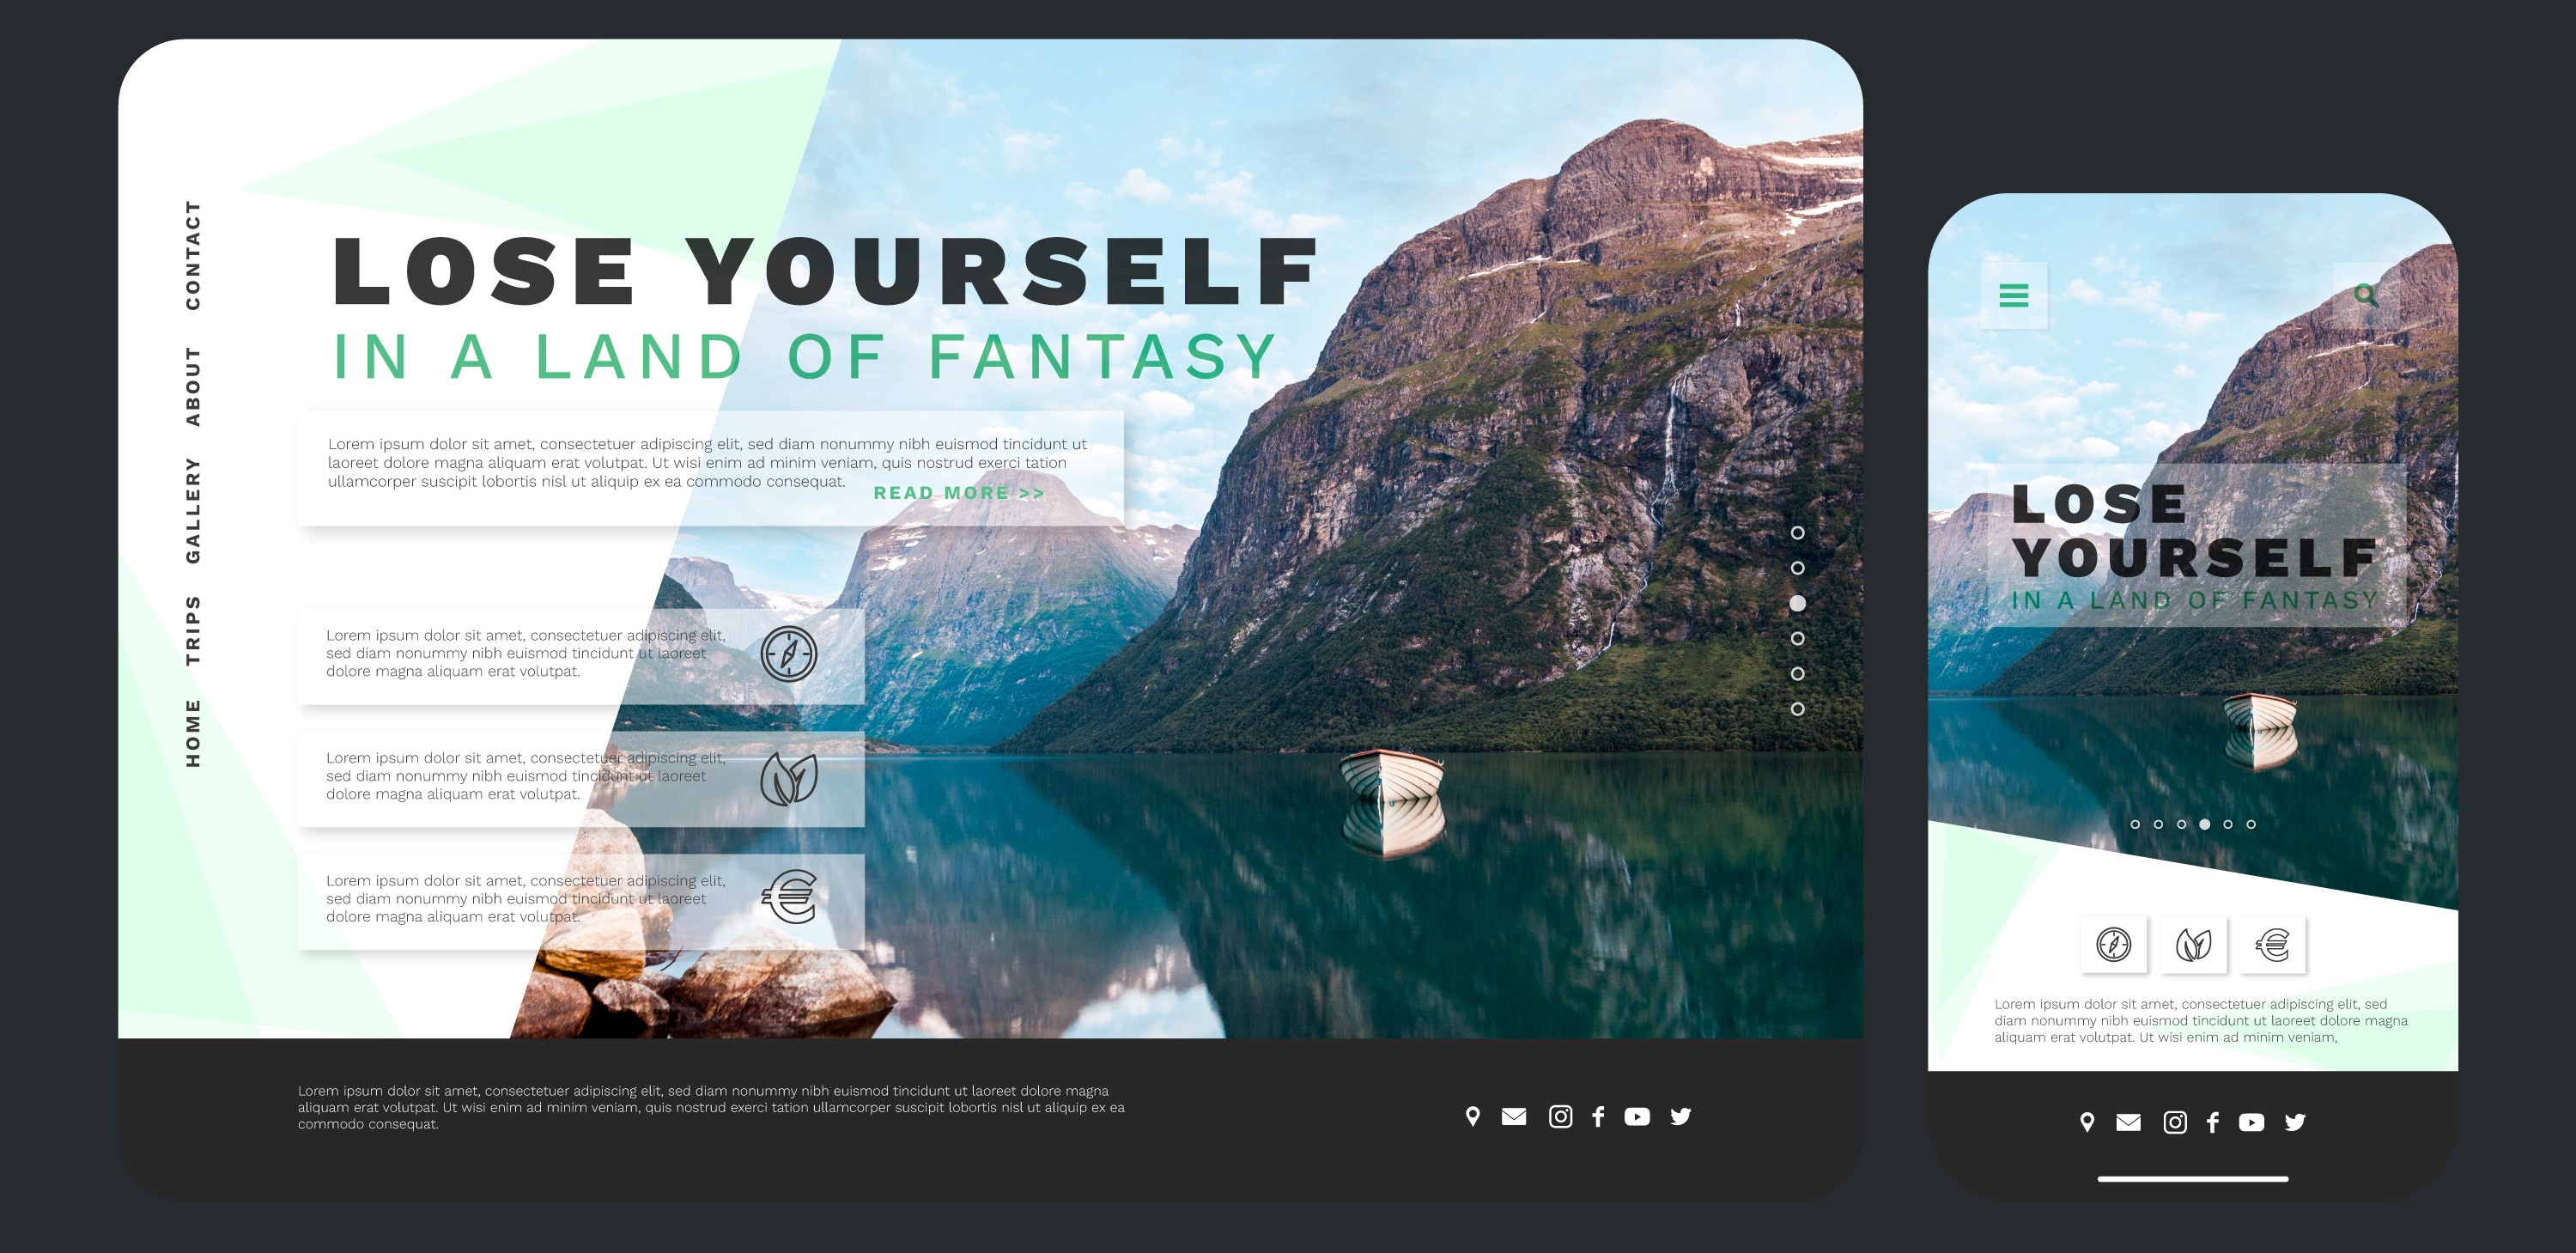 CONTACT
ABOUT
GALLERY
TRIPS
HOME
LOSE YOURSELF
IN A LAND OF FANTASY
Lorem ipsum dolor sit amet, consectetuer adipiscing elit, sed diam nonummy nibh euismod tincidunt ut
laoreet dolore magna aliquam erat volutpat. Ut wisi enim ad minim veniam, quis nostrud exerci tation
ullamcorper suscipit lobortis nisl ut aliquip ex ea commodo consequat.
READ MORE >>
Lorem ipsum dolor sit amet, consectetuer adipiscing elit,
sed diam nonummy nibh euismod tincidunt ut laoreet
dolore magna aliquam erat volutpat.
Lorem ipsum dolor sit amet, consectetuer adipiscing elit,
sed diam nonummy nibh euismod tincidunt ut laoreet
dolore magna aliquam erat volutpat.
Lorem ipsum dolor sit amet, consectetuer adipiscing elit,
sed diam nonummy nibh euismod tincidunt ut laoreet
dolore magna aliquam erat volutpat.
Lorem ipsum dolor sit amet, consectetuer adipiscing elit, sed diam nonummy nibh euismod tincidunt ut laoreet dolore magna
aliquam erat volutpat. Ut wisi enim ad minim veniam, quis nostrud exerci tation ullamcorper suscipit lobortis nisl ut aliquip ex ea
commodo consequat.
LOSE
YOURSELF
IN A LAND OF FANTASY
Lorem ipsum dolor sit amet, consectetuer adipiscing elit, sed
diam nonummy nibh euismod tincidunt ut laoreet dolore magna
aliquam erat volutpat. Ut wisi enim ad minim veniam,